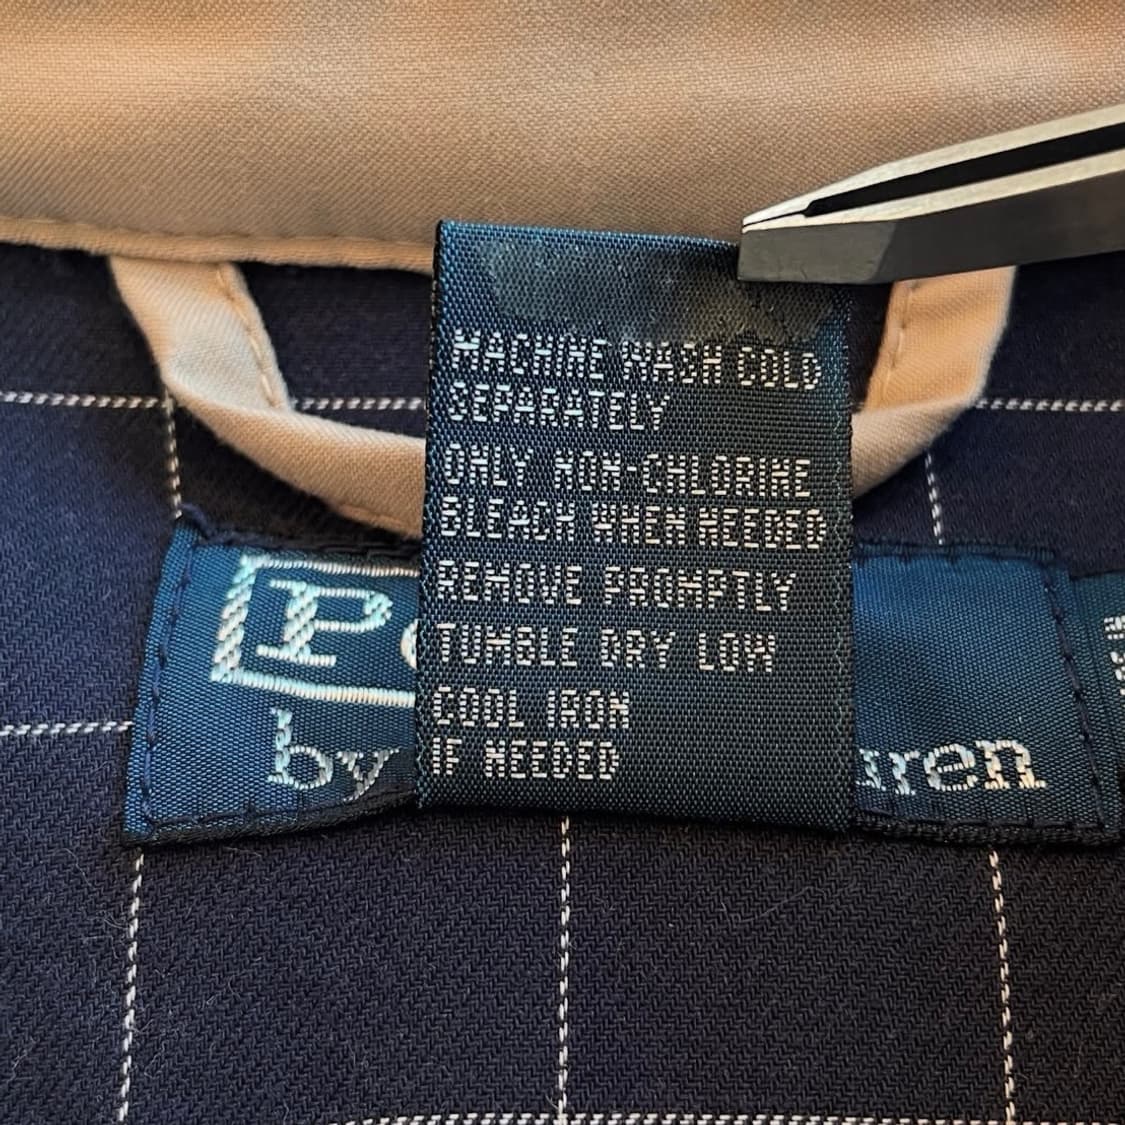 MACHINE WASH COLD
SEPARATELY
ONLY NON-CHLORINE
BLEACH WHEN NEEDED
REMOVE PROMPTLY
TUMBLE DRY LOW
COOL IRON
IF NEEDED
P
by uren